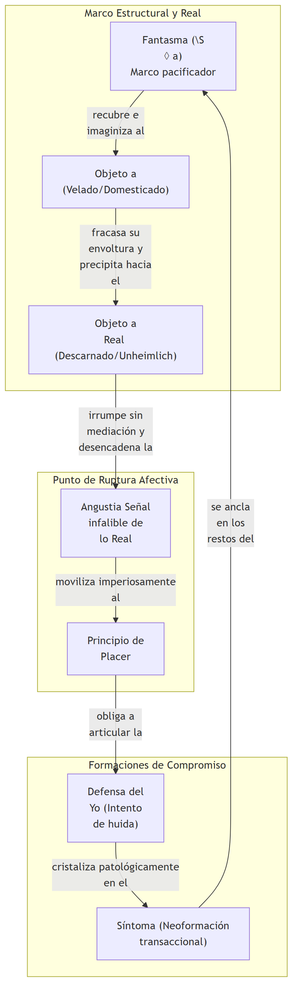 Marco Estructural y Real
Fantasma (\S
◊ a)
Marco pacificador
recubre e
imaginiza al
Objeto a
(Velado/Domesticado)
fracasa su
envoltura y
precipita hacia
el
Objeto a
Real
(Descarnado/Unheimlich)
irrumpe sin
mediación y
desencadena la
Punto de Ruptura Afectiva
Angustia Señal
infalible de
lo Real
se ancla
en los
restos del
moviliza imperiosamente
al
Principio de
Placer
obliga a
articular la
Formaciones de Compromiso
Defensa del
Yo (Intento
de huida)
cristaliza patológicamente
en el
Síntoma (Neoformación
transaccional)